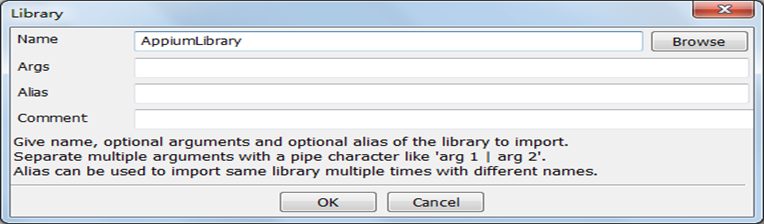 Library
Name AppiumLibrary Browse
Args
Alias
Comment
Give name, optional arguments and optional alias of the library to import.
Separate multiple arguments with a pipe character like 'arg 1 | arg 2'.
Alias can be used to import same library multiple times with different names.
OK Cancel